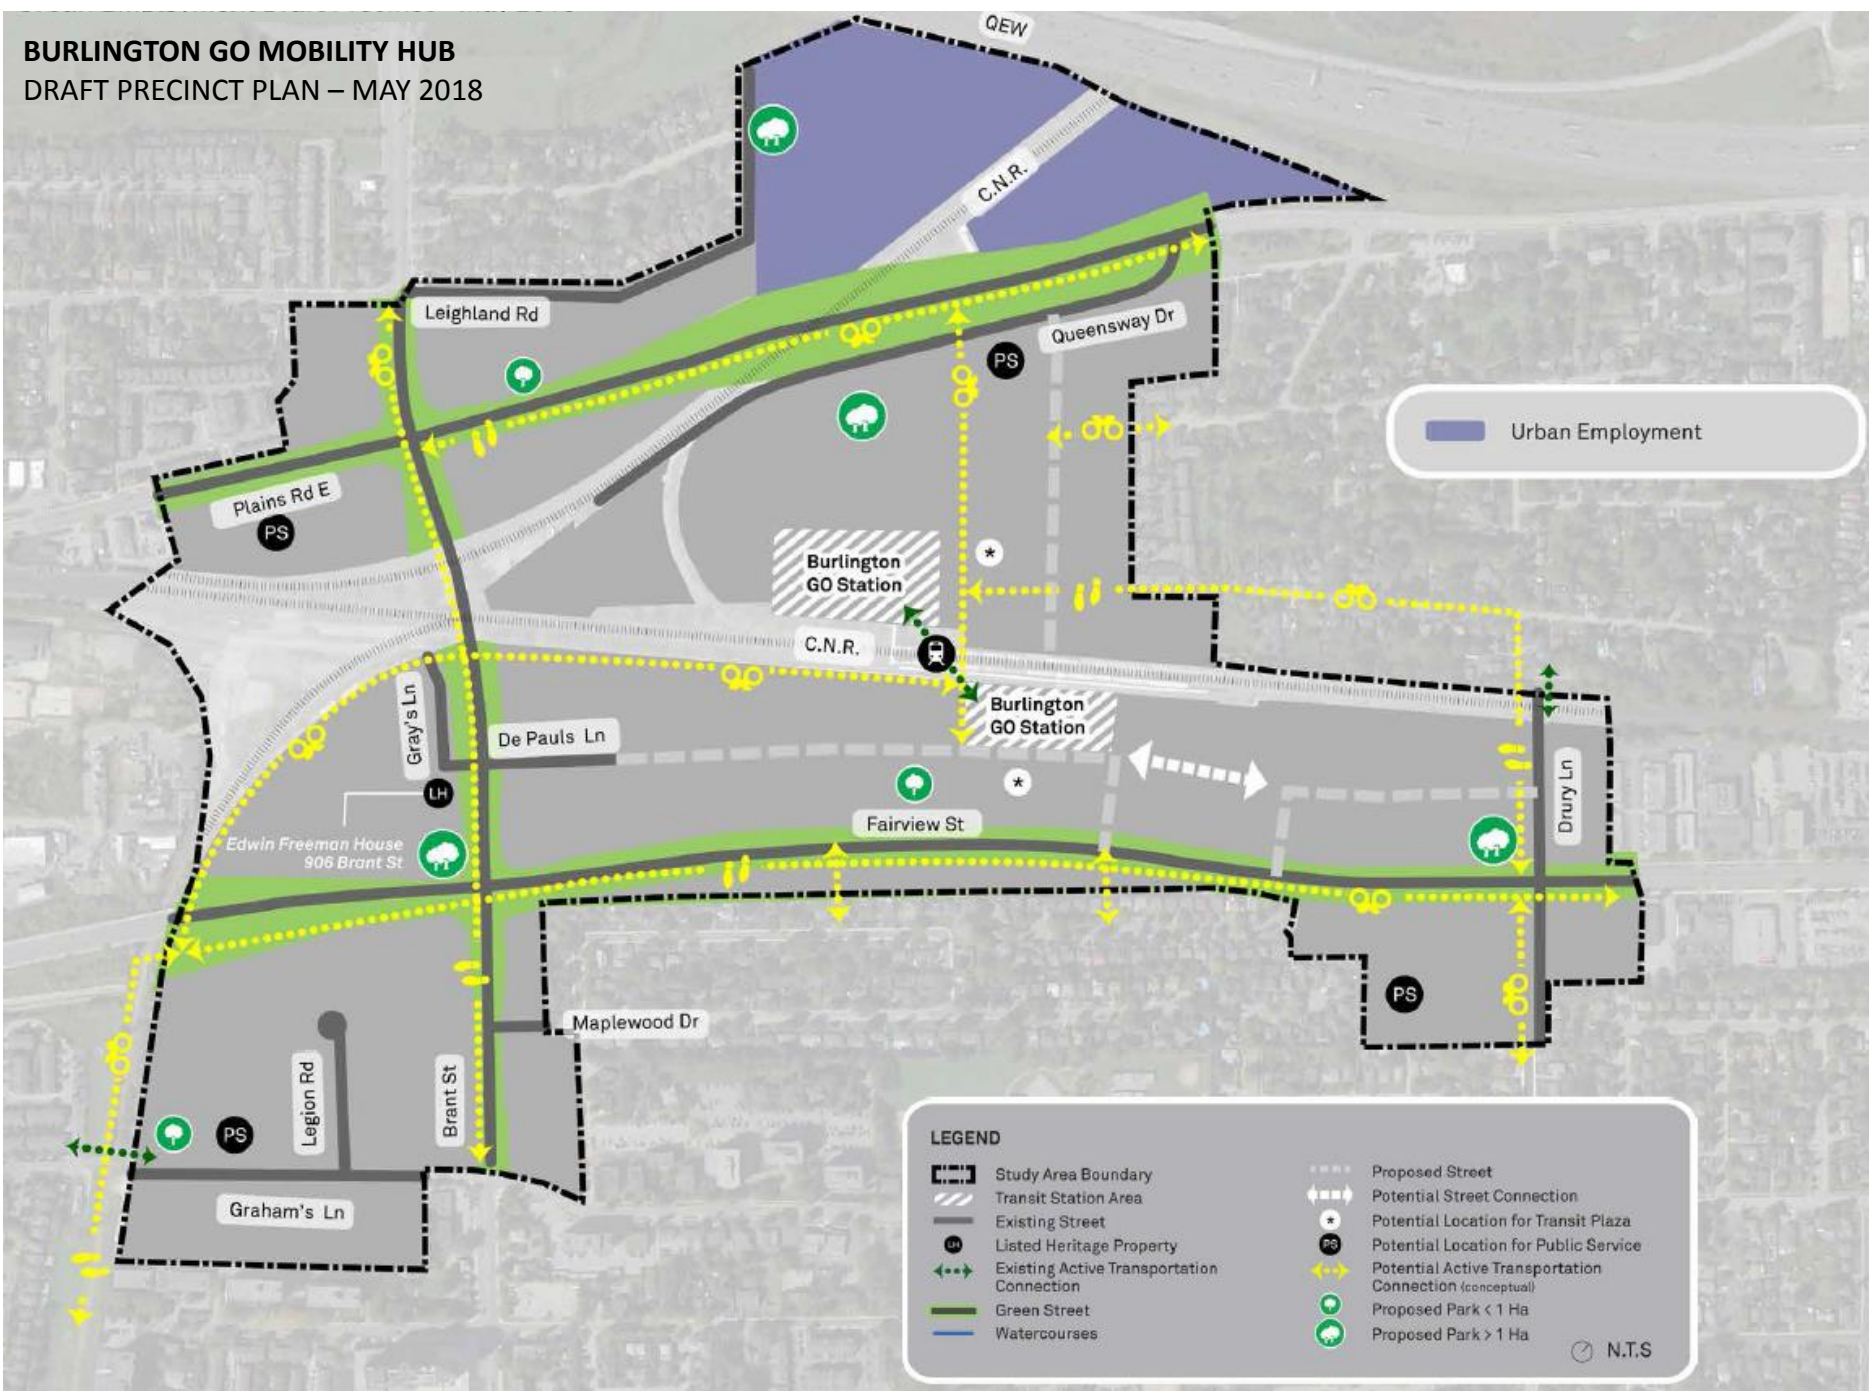 BURLINGTON GO MOBILITY HUB
DRAFT PRECINCT PLAN – MAY 2018
QEW
C.N.R.
Leighland Rd
Queensway Dr
PS
Urban Employment
Plains Rd E
PS
Burlington
GO Station
*
C.N.R.
Gray's Ln
De Pauls Ln
Burlington
GO Station
*
LH
Drury Ln
Fairview St
Edwin Freeman House
906 Brant St
PS
Maplewood Dr
Legion Rd
Brant St
PS
Graham's Ln
LEGEND
Study Area Boundary
Transit Station Area
Existing Street
LH Listed Heritage Property
Existing Active Transportation
Connection
Green Street
Watercourses
Proposed Street
Potential Street Connection
* Potential Location for Transit Plaza
PS Potential Location for Public Service
Potential Active Transportation
Connection (conceptual)
Proposed Park < 1 Ha
Proposed Park > 1 Ha
N.T.S